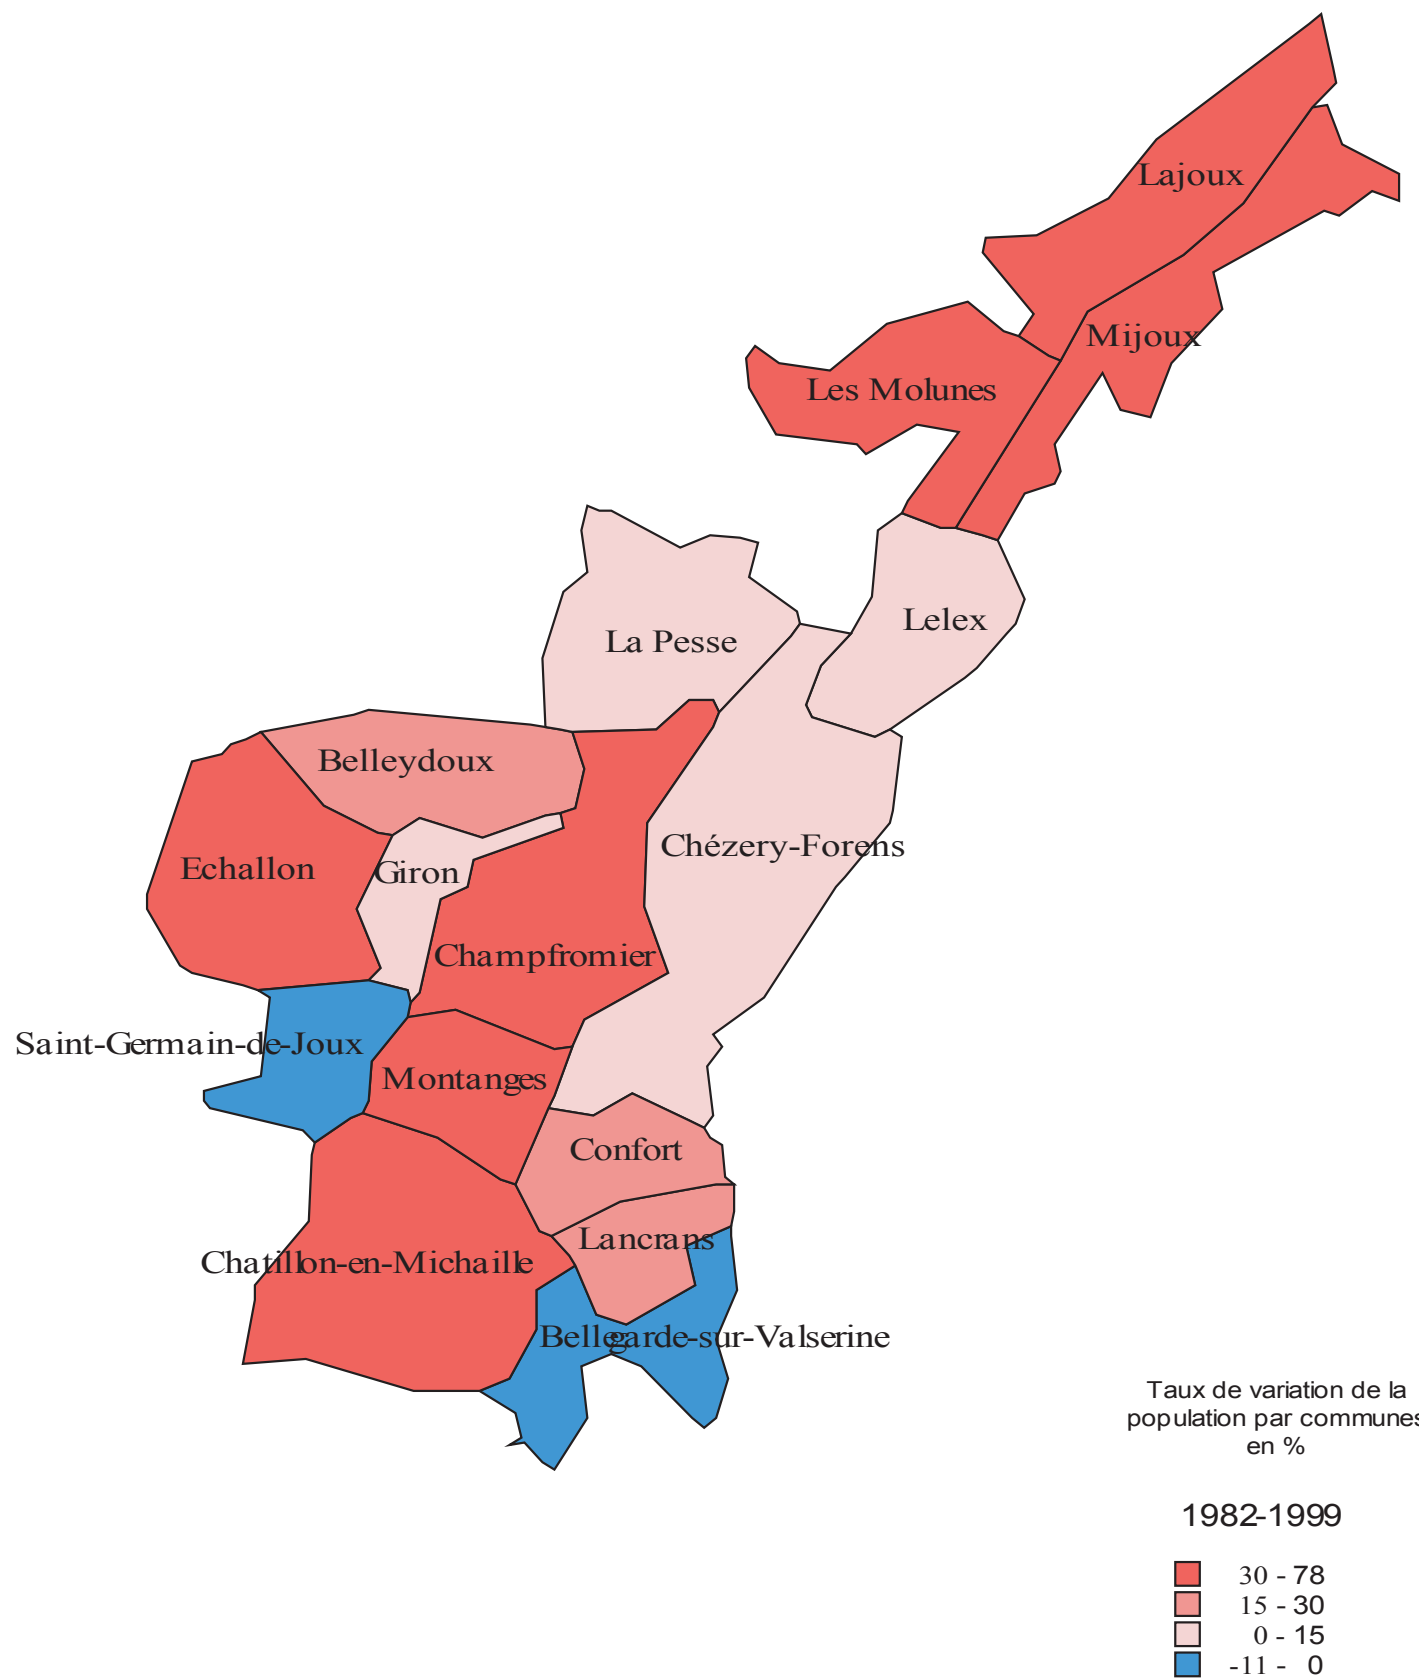 Lajoux
Mijoux
Les Molunes
Lelex
La Pesse
Belleydoux
Chézery-Forens
Echallon
Giron
Champfromier
Saint-Germain-de-Joux
Montanges
Confort
Lancrans
Chatillon-en-Michaille
Bellegarde-sur-Valserine
Taux de variation de la
population par communes
en %
1982-1999
30 - 78
15 - 30
0 - 15
-11 - 0